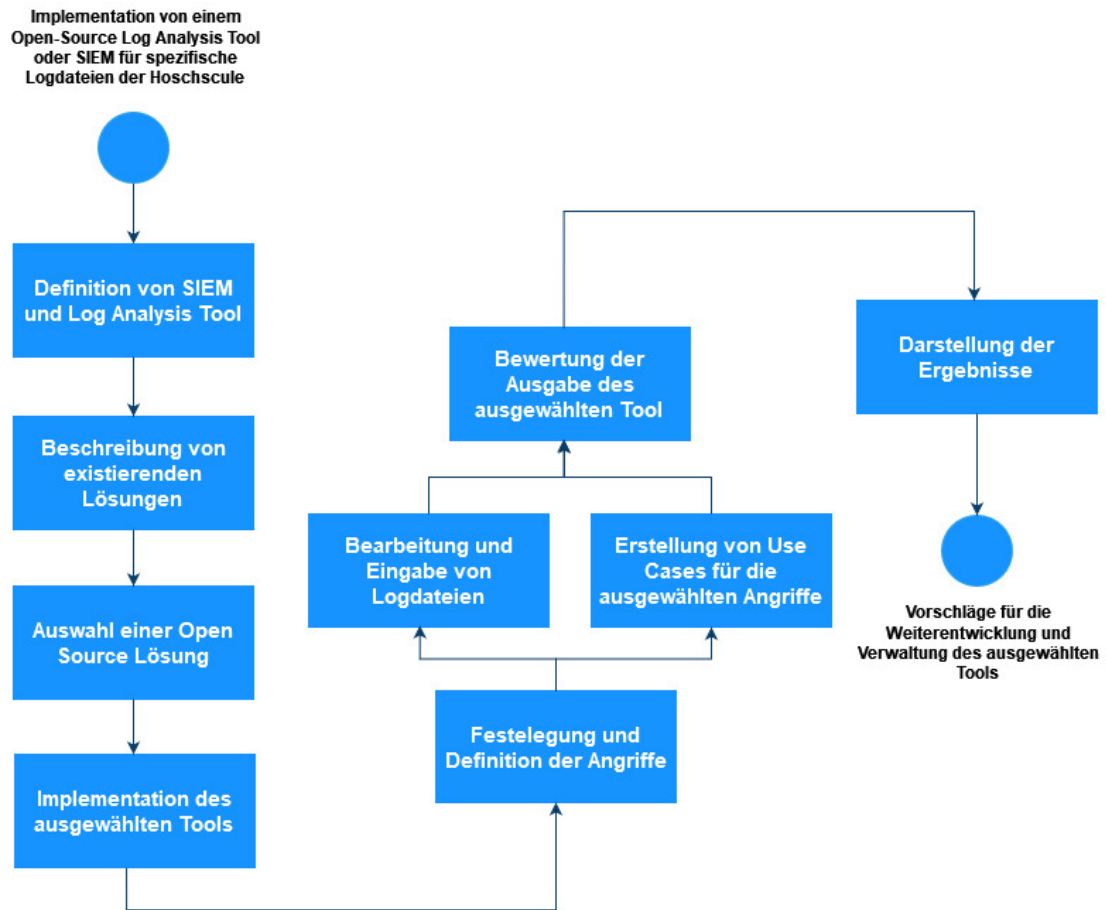 Implementation von einem
Open-Source Log Analysis Tool
oder SIEM für spezifische
Logdateien der Hoschscule
Definition von SIEM
und Log Analysis Tool
Beschreibung von
existierenden
Lösungen
Auswahl einer Open
Source Lösung
Implementation des
ausgewählten Tools
Festelegung und
Definition der Angriffe
Bearbeitung und
Eingabe von
Logdateien
Erstellung von Use
Cases für die
ausgewählten Angriffe
Bewertung der
Ausgabe des
ausgewählten Tool
Darstellung der
Ergebnisse
Vorschläge für die
Weiterentwicklung und
Verwaltung des ausgewählten
Tools